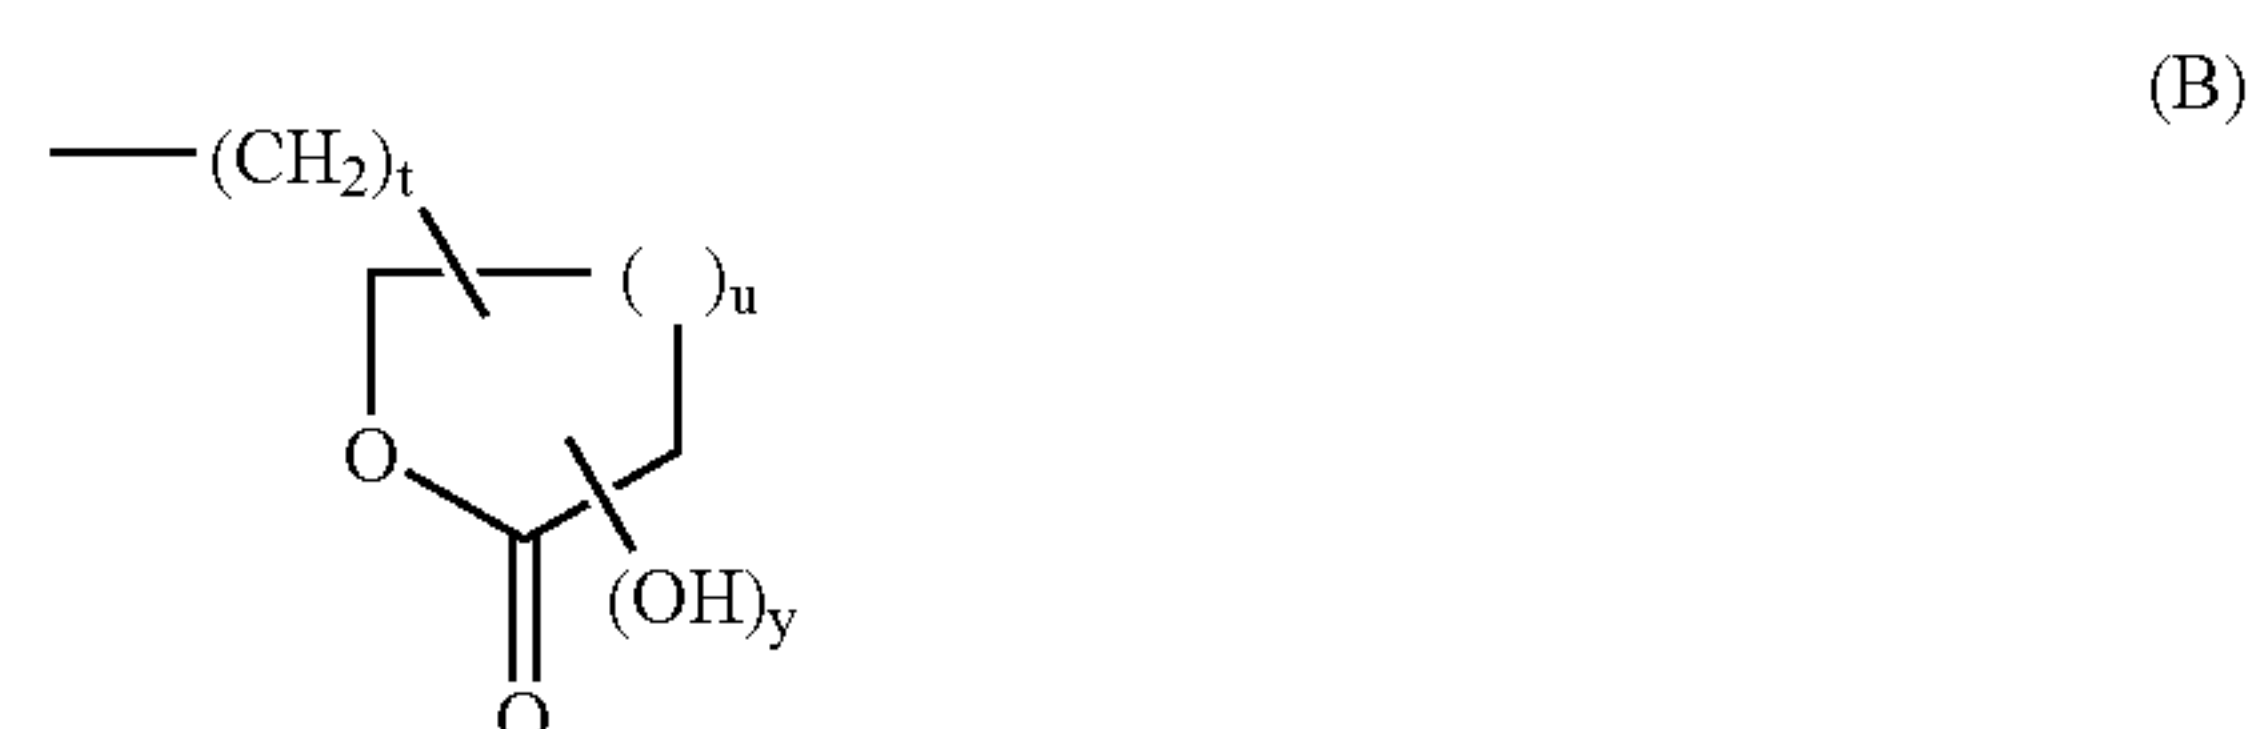 (B)
(CH₂)ₜ
( )ᵤ
O
(OH)y
O